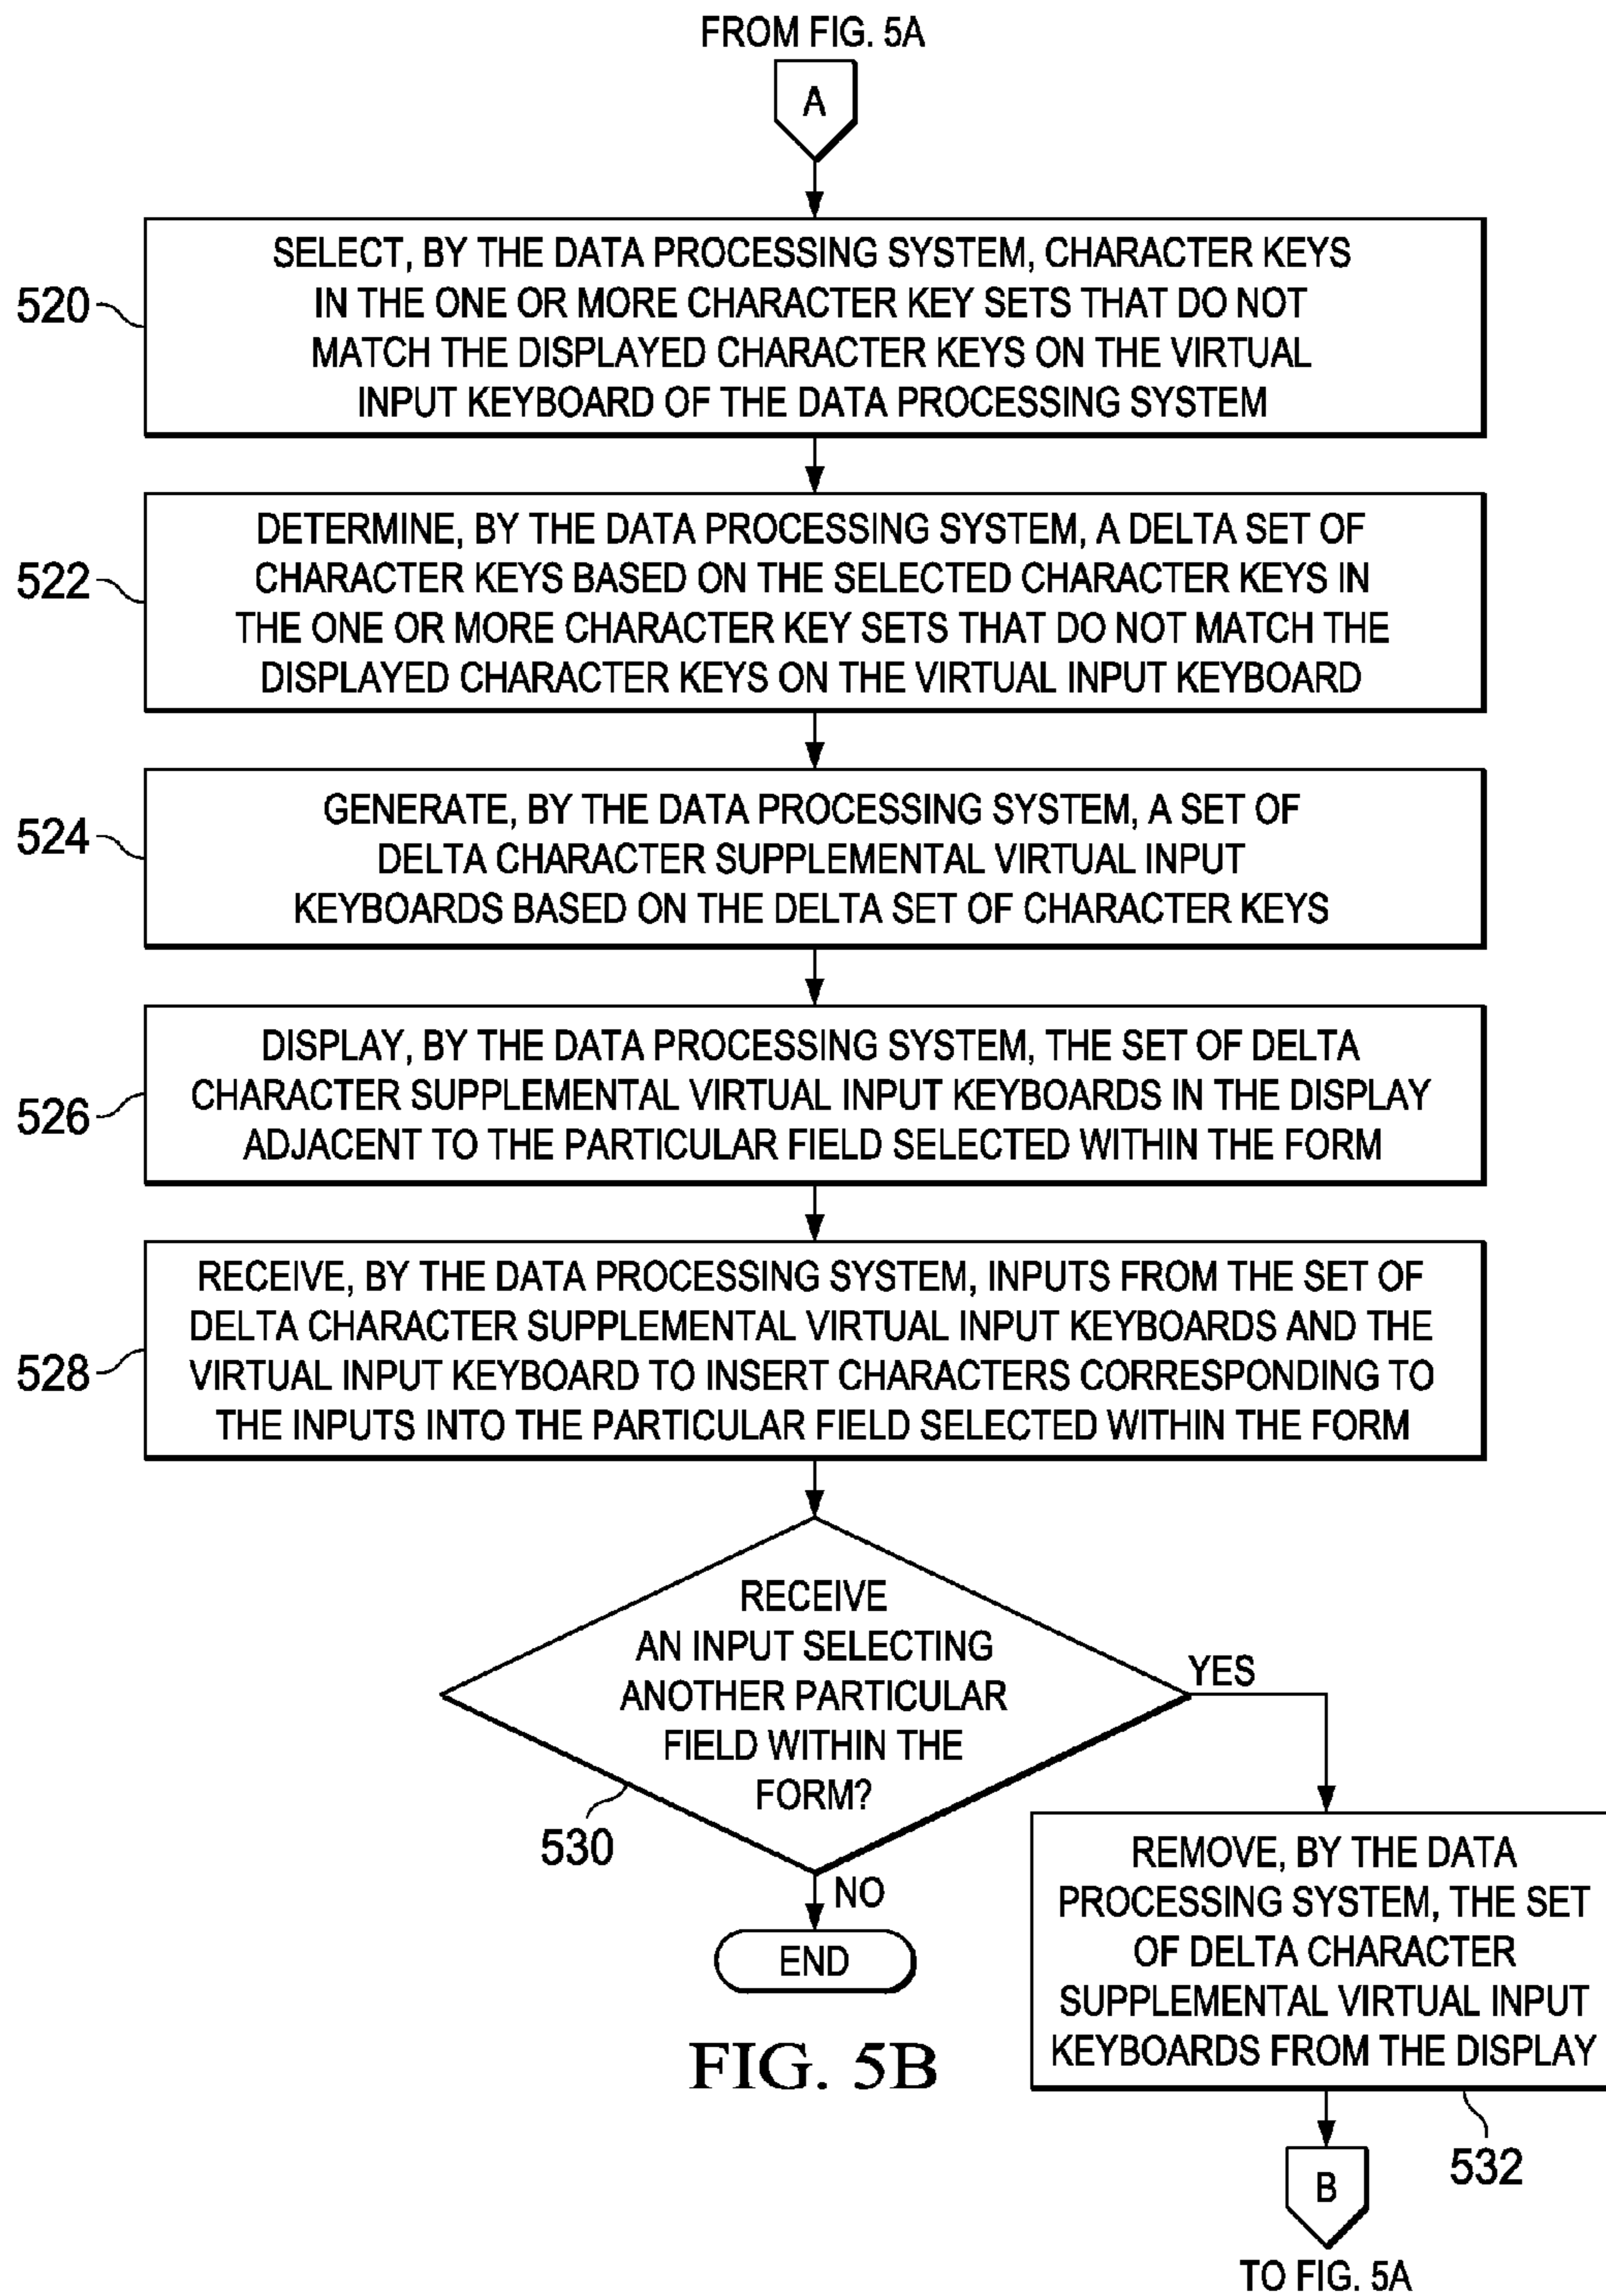 FROM FIG. 5A
A
520
SELECT, BY THE DATA PROCESSING SYSTEM, CHARACTER KEYS
IN THE ONE OR MORE CHARACTER KEY SETS THAT DO NOT
MATCH THE DISPLAYED CHARACTER KEYS ON THE VIRTUAL
INPUT KEYBOARD OF THE DATA PROCESSING SYSTEM
522
DETERMINE, BY THE DATA PROCESSING SYSTEM, A DELTA SET OF
CHARACTER KEYS BASED ON THE SELECTED CHARACTER KEYS IN
THE ONE OR MORE CHARACTER KEY SETS THAT DO NOT MATCH THE
DISPLAYED CHARACTER KEYS ON THE VIRTUAL INPUT KEYBOARD
524
GENERATE, BY THE DATA PROCESSING SYSTEM, A SET OF
DELTA CHARACTER SUPPLEMENTAL VIRTUAL INPUT
KEYBOARDS BASED ON THE DELTA SET OF CHARACTER KEYS
526
DISPLAY, BY THE DATA PROCESSING SYSTEM, THE SET OF DELTA
CHARACTER SUPPLEMENTAL VIRTUAL INPUT KEYBOARDS IN THE DISPLAY
ADJACENT TO THE PARTICULAR FIELD SELECTED WITHIN THE FORM
528
RECEIVE, BY THE DATA PROCESSING SYSTEM, INPUTS FROM THE SET OF
DELTA CHARACTER SUPPLEMENTAL VIRTUAL INPUT KEYBOARDS AND THE
VIRTUAL INPUT KEYBOARD TO INSERT CHARACTERS CORRESPONDING TO
THE INPUTS INTO THE PARTICULAR FIELD SELECTED WITHIN THE FORM
RECEIVE
AN INPUT SELECTING
ANOTHER PARTICULAR
FIELD WITHIN THE
FORM?
530
YES
NO
END
REMOVE, BY THE DATA
PROCESSING SYSTEM, THE SET
OF DELTA CHARACTER
SUPPLEMENTAL VIRTUAL INPUT
KEYBOARDS FROM THE DISPLAY
532
B
TO FIG. 5A
FIG. 5B